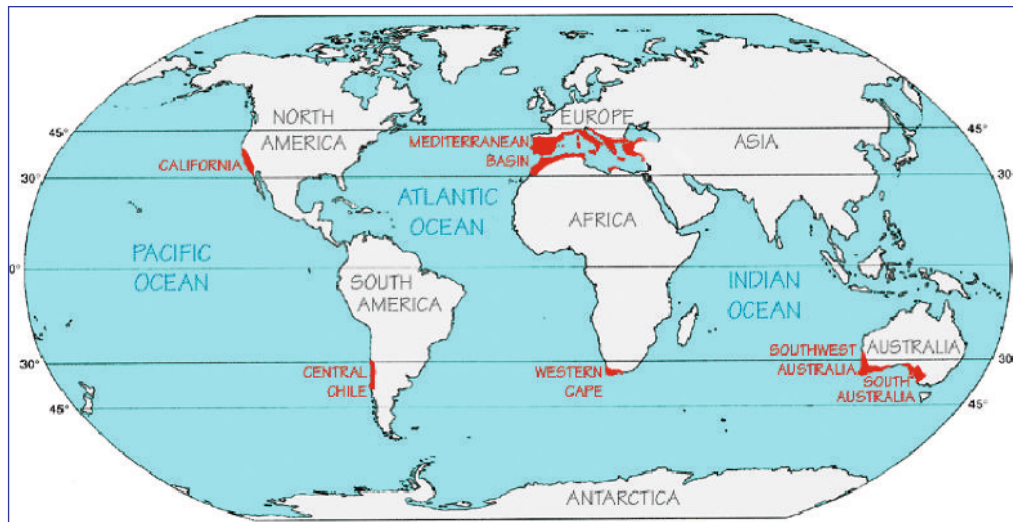 NORTH
AMERICA
EUROPE
ASIA
45°
45°
MEDITERRANEAN
BASIN
CALIFORNIA
30°
30°
ATLANTIC
OCEAN
AFRICA
PACIFIC
OCEAN
0°
SOUTH
AMERICA
INDIAN
OCEAN
AUSTRALIA
SOUTHWEST
AUSTRALIA
SOUTH
AUSTRALIA
30°
30°
CENTRAL
CHILE
WESTERN
CAPE
45°
45°
ANTARCTICA